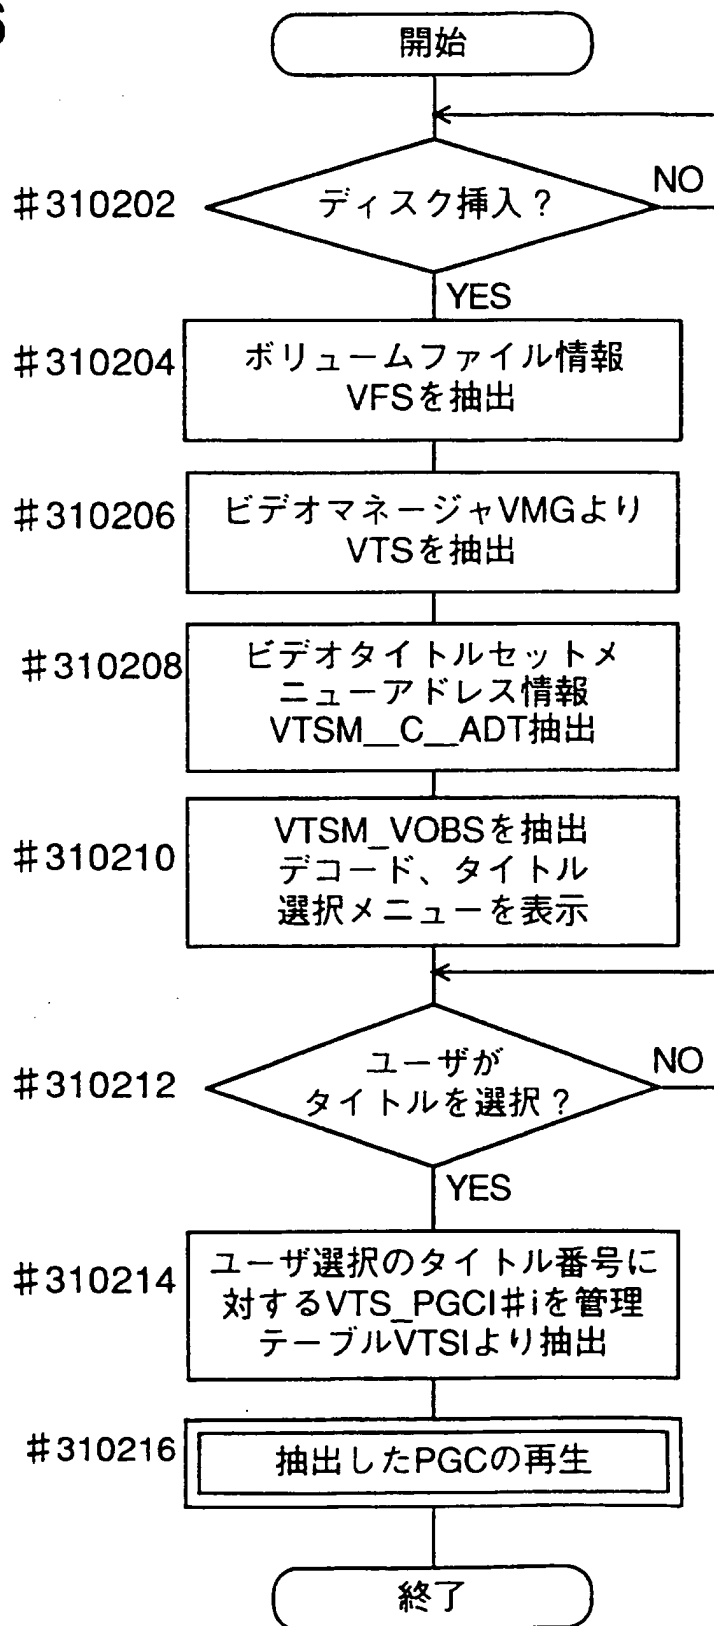 6
開始
#310202
ディスク挿入?
NO
YES
#310204
ボリュームファイル情報
VFSを抽出
#310206
ビデオマネージャVMGより
VTSを抽出
#310208
ビデオタイトルセットメ
ニューアドレス情報
VTSM__C__ADT抽出
#310210
VTSM_VOBSを抽出
デコード、タイトル
選択メニューを表示
#310212
ユーザが
タイトルを選択?
NO
YES
#310214
ユーザ選択のタイトル番号に
対するVTS_PGCI#iを管理
テーブルVTSIより抽出
#310216
抽出したPGCの再生
終了